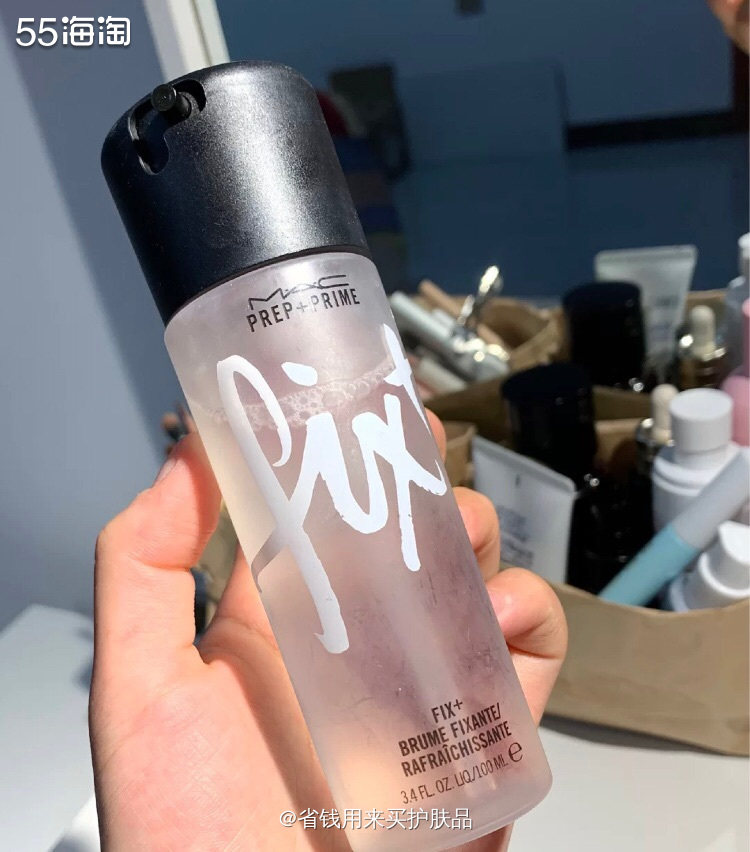 55海淘
MAC
PREP+PRIME
fix+
FIX+
BRUME FIXANTE/
RAFRAÎCHISSANTE
3.4 FL. OZ. LIQ./100 ML ℮
@省钱用来买护肤品